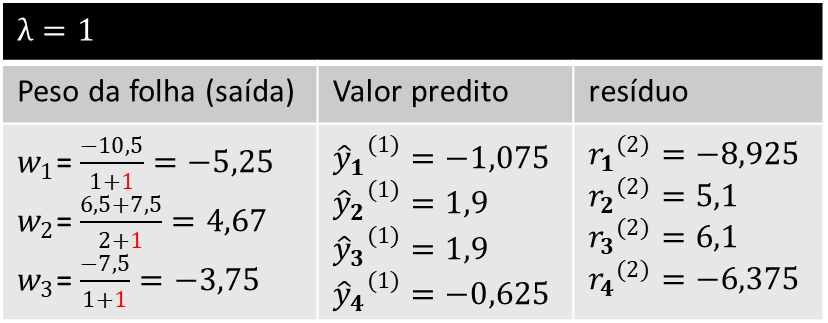 λ = 1
Peso da folha (saída) Valor predito resíduo
w₁= (−10,5)/(1+1) = −5,25
w₂= (6,5+7,5)/(2+1) = 4,67
w₃= (−7,5)/(1+1) = −3,75
ŷ₁⁽¹⁾ = −1,075
ŷ₂⁽¹⁾ = 1,9
ŷ₃⁽¹⁾ = 1,9
ŷ₄⁽¹⁾ = −0,625
r₁⁽²⁾ = −8,925
r₂⁽²⁾ = 5,1
r₃⁽²⁾ = 6,1
r₄⁽²⁾ = −6,375